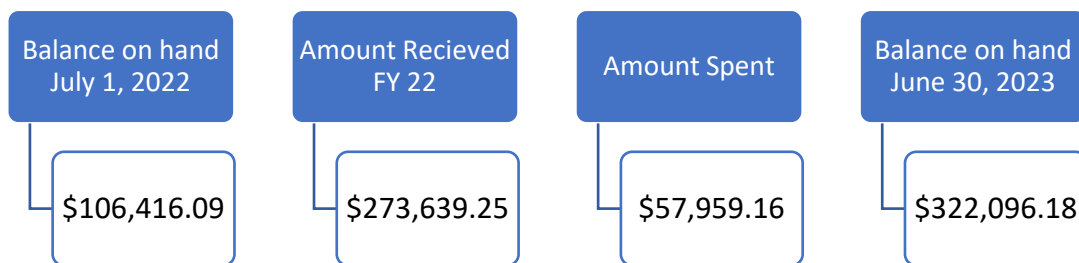 Balance on hand
July 1, 2022
$106,416.09
Amount Recieved
FY 22
$273,639.25
Amount Spent
$57,959.16
Balance on hand
June 30, 2023
$322,096.18